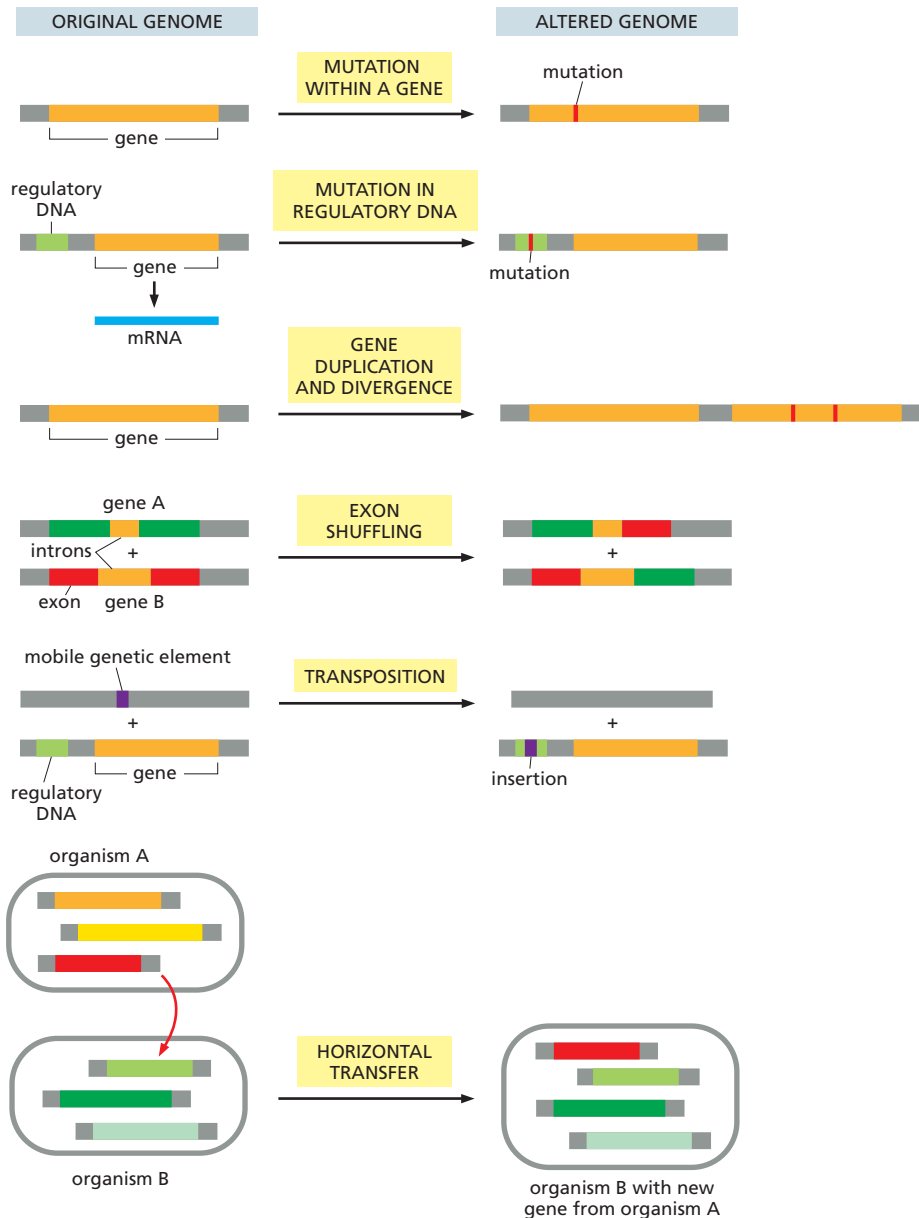 ORIGINAL GENOME
ALTERED GENOME
MUTATION
WITHIN A GENE
mutation
gene
regulatory
DNA
MUTATION IN
REGULATORY DNA
gene
mutation
mRNA
GENE
DUPLICATION
AND DIVERGENCE
gene
gene A
EXON
SHUFFLING
introns
+
+
exon
gene B
mobile genetic element
TRANSPOSITION
+
+
gene
regulatory
DNA
insertion
organism A
HORIZONTAL
TRANSFER
organism B
organism B with new
gene from organism A